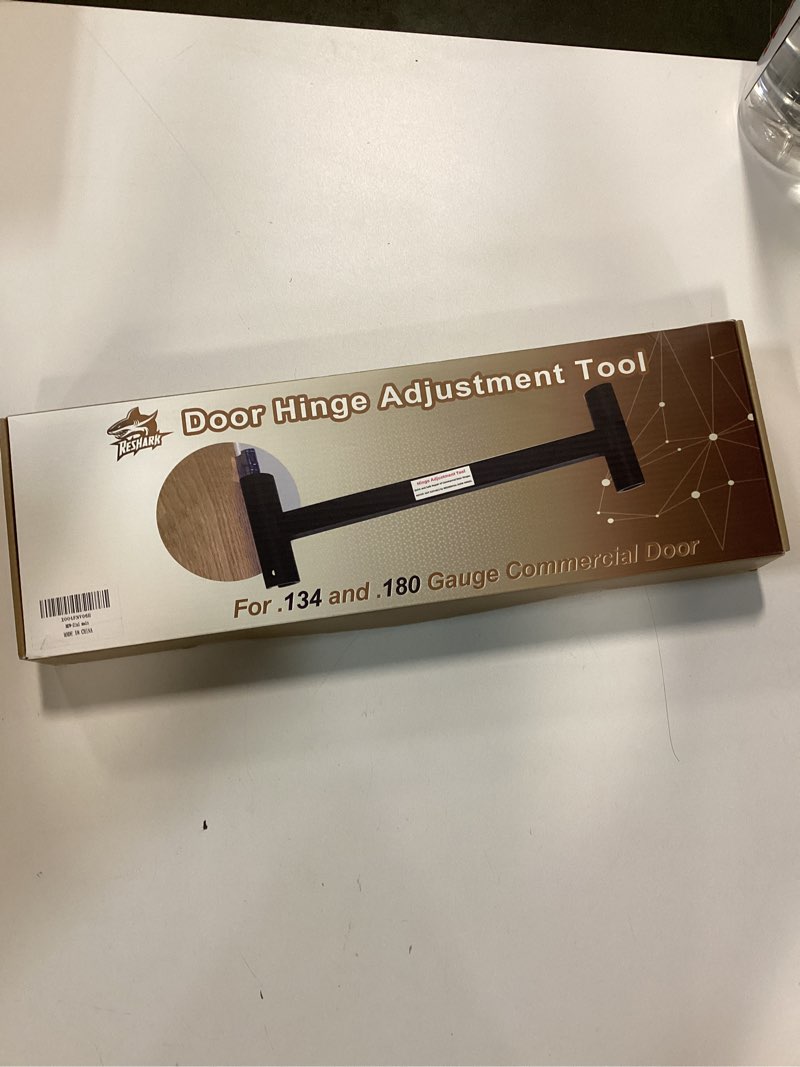 Door Hinge Adjustment Tool
RESHARK
Hinge Adjustment Tool
For .134 and .180 Gauge Commercial Door
MADE IN CHINA